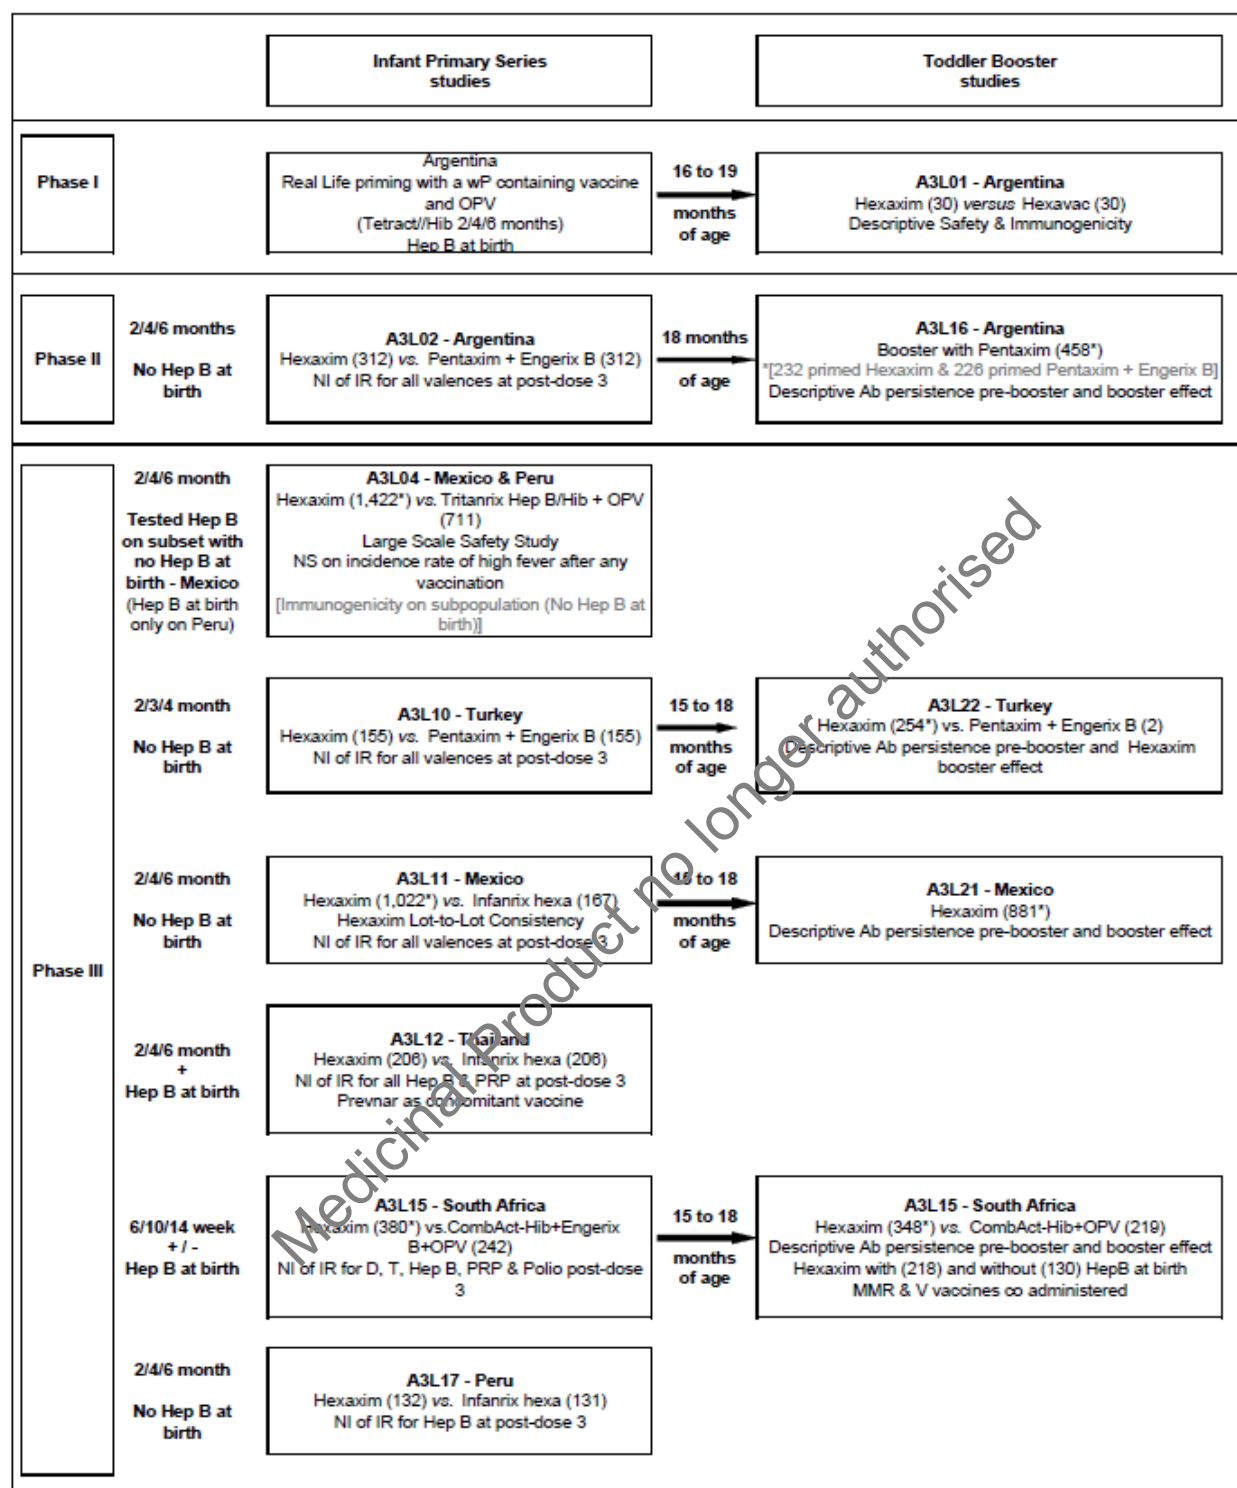 Infant Primary Series
studies
Toddler Booster
studies
Phase I
Argentina
Real Life priming with a wP containing vaccine
and OPV
(Tetract//Hib 2/4/6 months)
Hep B at birth
16 to 19
months
of age
A3L01 - Argentina
Hexaxim (30) versus Hexavac (30)
Descriptive Safety & Immunogenicity
Phase II
2/4/6 months
No Hep B at
birth
A3L02 - Argentina
Hexaxim (312) vs. Pentaxim + Engerix B (312)
NI of IR for all valences at post-dose 3
18 months
of age
A3L16 - Argentina
Booster with Pentaxim (458*)
*[232 primed Hexaxim & 226 primed Pentaxim + Engerix B]
Descriptive Ab persistence pre-booster and booster effect
Phase III
2/4/6 month
Tested Hep B
on subset with
no Hep B at
birth - Mexico
(Hep B at birth
only on Peru)
A3L04 - Mexico & Peru
Hexaxim (1,422*) vs. Tritanrix Hep B/Hib + OPV
(711)
Large Scale Safety Study
NS on incidence rate of high fever after any
vaccination
[Immunogenicity on subpopulation (No Hep B at
birth)]
2/3/4 month
No Hep B at
birth
A3L10 - Turkey
Hexaxim (155) vs. Pentaxim + Engerix B (155)
NI of IR for all valences at post-dose 3
15 to 18
months
of age
A3L22 - Turkey
Hexaxim (254*) vs. Pentaxim + Engerix B (2)
Descriptive Ab persistence pre-booster and Hexaxim
booster effect
2/4/6 month
No Hep B at
birth
A3L11 - Mexico
Hexaxim (1,022*) vs. Infanrix hexa (167)
Hexaxim Lot-to-Lot Consistency
NI of IR for all valences at post-dose 3
15 to 18
months
of age
A3L21 - Mexico
Hexaxim (881*)
Descriptive Ab persistence pre-booster and booster effect
2/4/6 month
+
Hep B at birth
A3L12 - Thailand
Hexaxim (206) vs. Infanrix hexa (206)
NI of IR for all Hep B & PRP at post-dose 3
Prevnar as concomitant vaccine
6/10/14 week
+ / -
Hep B at birth
A3L15 - South Africa
Hexaxim (380*) vs.CombAct-Hib+Engerix
B+OPV (242)
NI of IR for D, T, Hep B, PRP & Polio post-dose
3
15 to 18
months
of age
A3L15 - South Africa
Hexaxim (348*) vs. CombAct-Hib+OPV (219)
Descriptive Ab persistence pre-booster and booster effect
Hexaxim with (218) and without (130) HepB at birth
MMR & V vaccines co administered
2/4/6 month
No Hep B at
birth
A3L17 - Peru
Hexaxim (132) vs. Infanrix hexa (131)
NI of IR for Hep B at post-dose 3
Medicinal Product no longer authorised